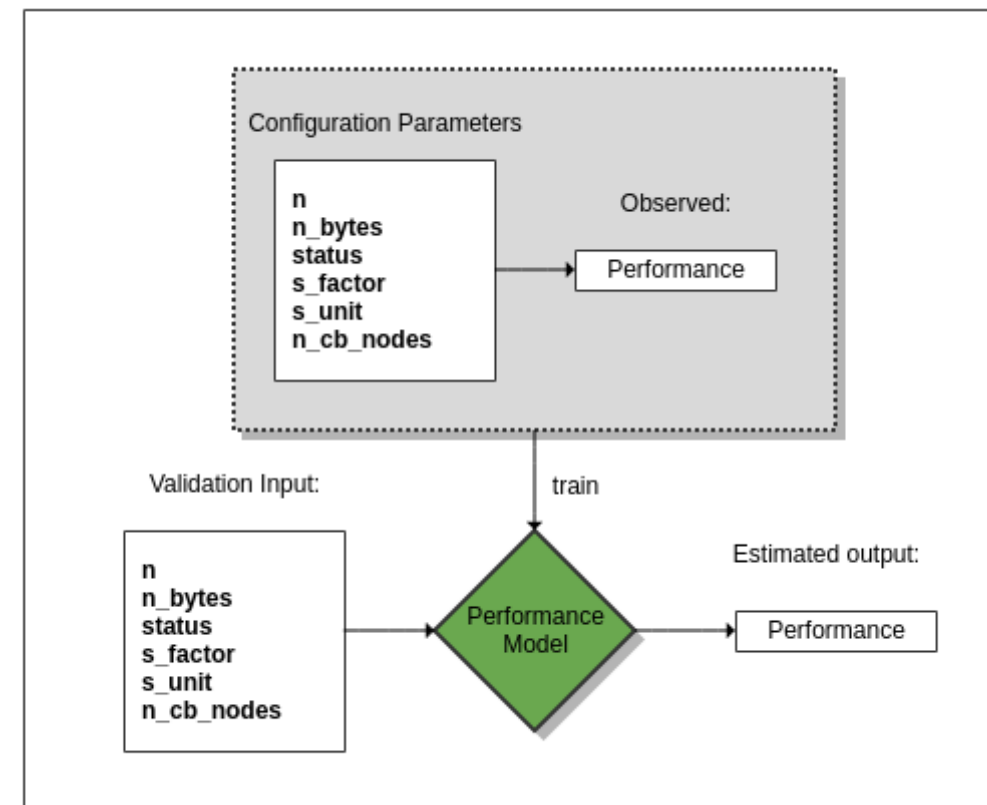 Configuration Parameters
n
n_bytes
status
s_factor
s_unit
n_cb_nodes
Observed:
Performance
train
Validation Input:
n
n_bytes
status
s_factor
s_unit
n_cb_nodes
Performance
Model
Estimated output:
Performance